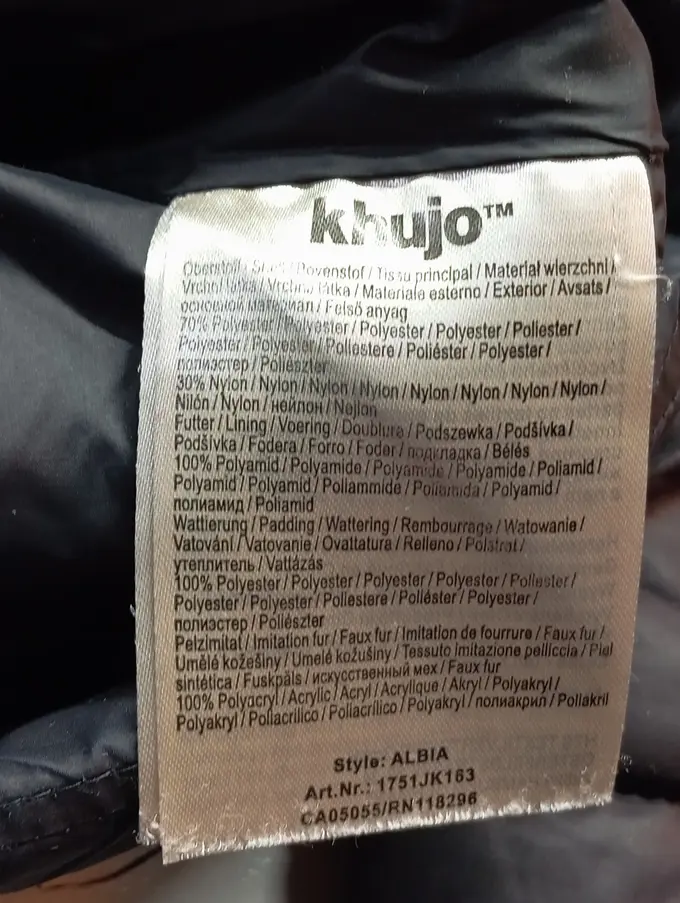 khujo™
Oberstoff / Shell / Bovenstof / Tissu principal / Materiał wierzchni /
Vrchní látka / Vrchná látka / Materiale esterno / Exterior / Avsats /
основной материал / Felső anyag
70% Polyester / Polyester / Polyester / Polyester / Poliester /
Polyester / Polyester / Poliestere / Poliéster / Polyester /
полиэстер / Poliészter
30% Nylon / Nylon / Nylon / Nylon / Nylon / Nylon / Nylon / Nylon /
Nilón / Nylon / нейлон / Nejlon
Futter / Lining / Voering / Doublure / Podszewka / Podšívka /
Podšívka / Fodera / Forro / Foder / подкладка / Bélés
100% Polyamid / Polyamide / Polyamide / Polyamide / Poliamid /
Polyamid / Polyamid / Poliammide / Poliamida / Polyamid /
полиамид / Poliamid
Wattierung / Padding / Wattering / Rembourrage / Watowanie /
Vatování / Vatovanie / Ovattatura / Relleno / Polstrat /
утеплитель / Vattázás
100% Polyester / Polyester / Polyester / Polyester / Poliester /
Polyester / Polyester / Poliestere / Poliéster / Polyester /
полиэстер / Poliészter
Pelzimitat / Imitation fur / Faux fur / Imitation de fourrure / Faux fur /
Umělé kožešiny / Umelé kožušiny / Tessuto imitazione pelliccia / Piel
sintética / Fuskpäls / искусственный мех / Faux fur
100% Polyacryl / Acrylic / Acryl / Acrylique / Akryl / Polyakryl /
Polyakryl / Poliacrilico / Poliacrílico / Polyakryl / полиакрил / Poliakril
Style: ALBIA
Art.Nr.: 1751JK163
CA05055/RN118296